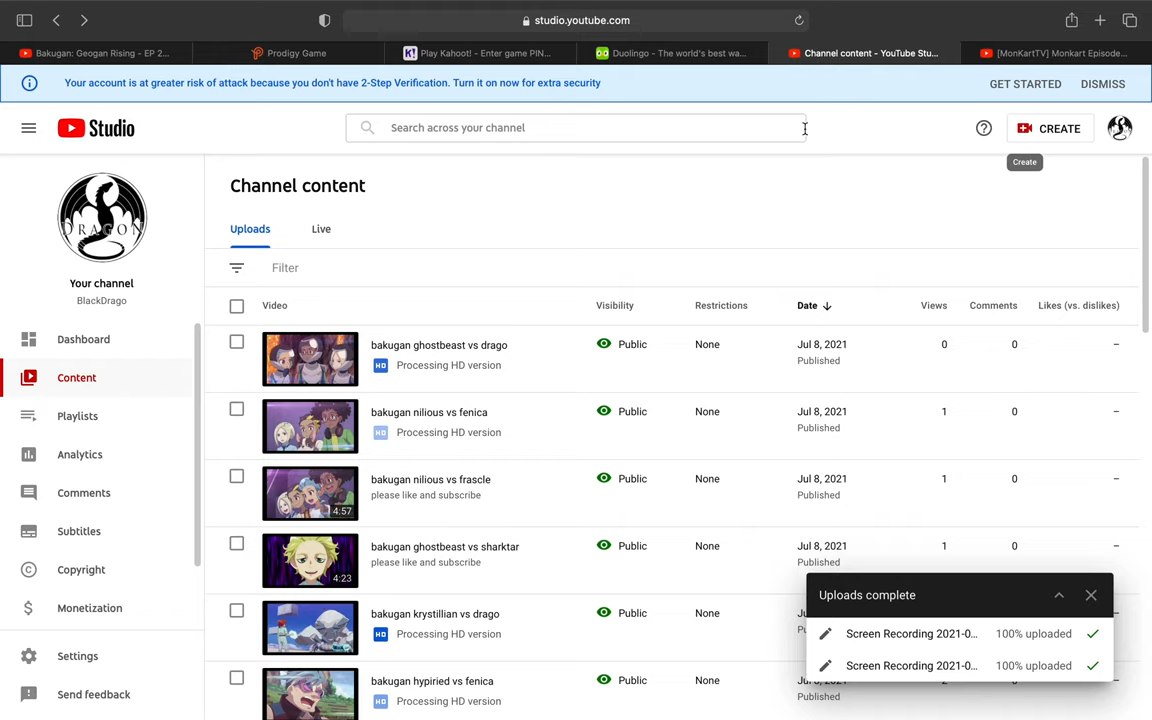 studio.youtube.com
Bakugan: Geogan Rising - EP 2...
Prodigy Game
K!
Play Kahoot! - Enter game PIN...
Duolingo - The world's best wa...
Channel content - YouTube Stu...
[MonKartTV] Monkart Episode...
Your account is at greater risk of attack because you don't have 2-Step Verification. Turn it on now for extra security
GET STARTED
DISMISS
Studio
Search across your channel
CREATE
Create
DRAGON
Your channel
BlackDrago
Dashboard
Content
Playlists
Analytics
Comments
Subtitles
Copyright
Monetization
Settings
Send feedback
Channel content
Uploads
Live
Filter
Video
Visibility
Restrictions
Date
Views
Comments
Likes (vs. dislikes)
bakugan ghostbeast vs drago
HD Processing HD version
Public
None
Jul 8, 2021
Published
0
0
–
bakugan nilious vs fenica
HD Processing HD version
Public
None
Jul 8, 2021
Published
1
0
–
4:57
bakugan nilious vs frascle
please like and subscribe
Public
None
Jul 8, 2021
Published
1
0
–
4:23
bakugan ghostbeast vs sharktar
please like and subscribe
Public
None
Jul 8, 2021
Published
1
0
–
bakugan krystillian vs drago
HD Processing HD version
Public
None
bakugan hypiried vs fenica
HD Processing HD version
Public
None
Published
Uploads complete
Screen Recording 2021-0...
100% uploaded
Screen Recording 2021-0...
100% uploaded